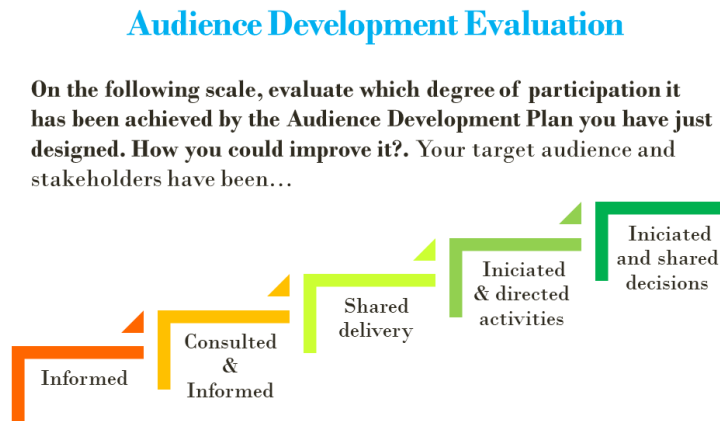 Audience Development Evaluation
On the following scale, evaluate which degree of participation it
has been achieved by the Audience Development Plan you have just
designed. How you could improve it?. Your target audience and
stakeholders have been…
Informed
Consulted
&
Informed
Shared
delivery
Iniciated
& directed
activities
Iniciated
and shared
decisions